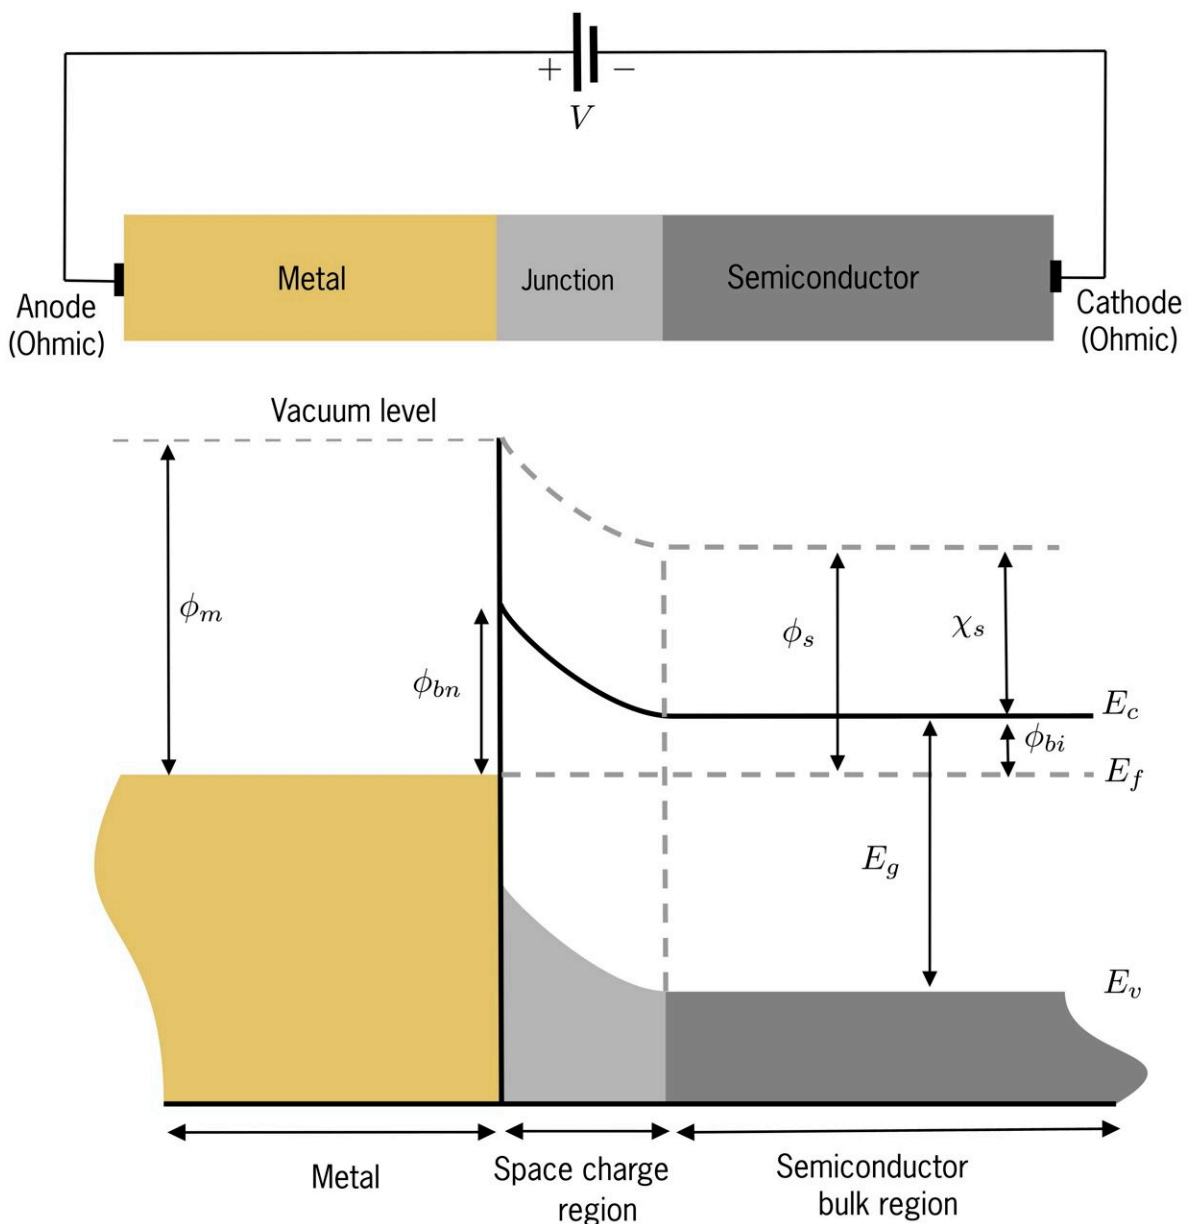 + −
V
Metal
Junction
Semiconductor
Anode
(Ohmic)
Cathode
(Ohmic)
Vacuum level
ϕm
ϕbn
ϕs
χs
Ec
ϕbi
Ef
Eg
Ev
Metal
Space charge
region
Semiconductor
bulk region